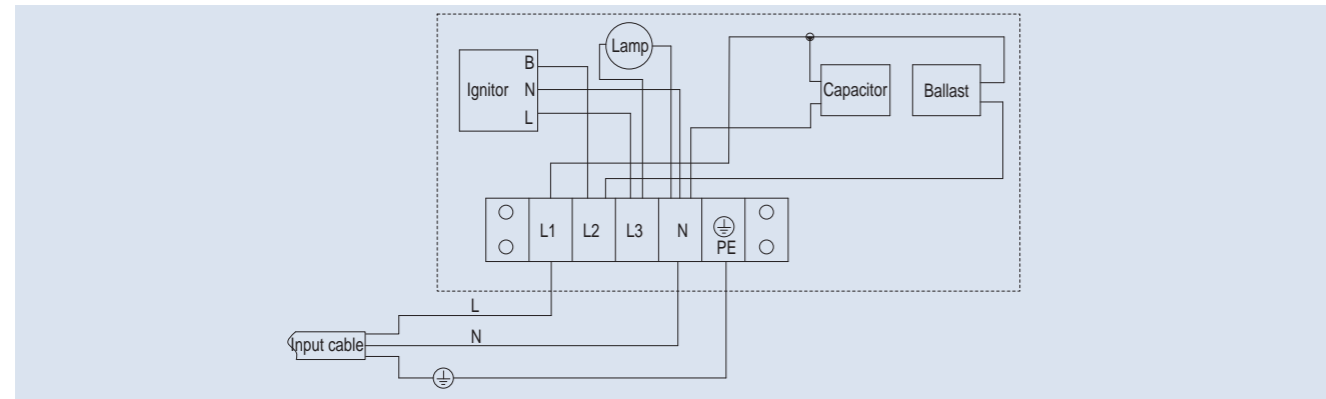 Lamp
B
Ignitor N
L
Capacitor
Ballast
L1 L2 L3 N PE
L
N
Input cable